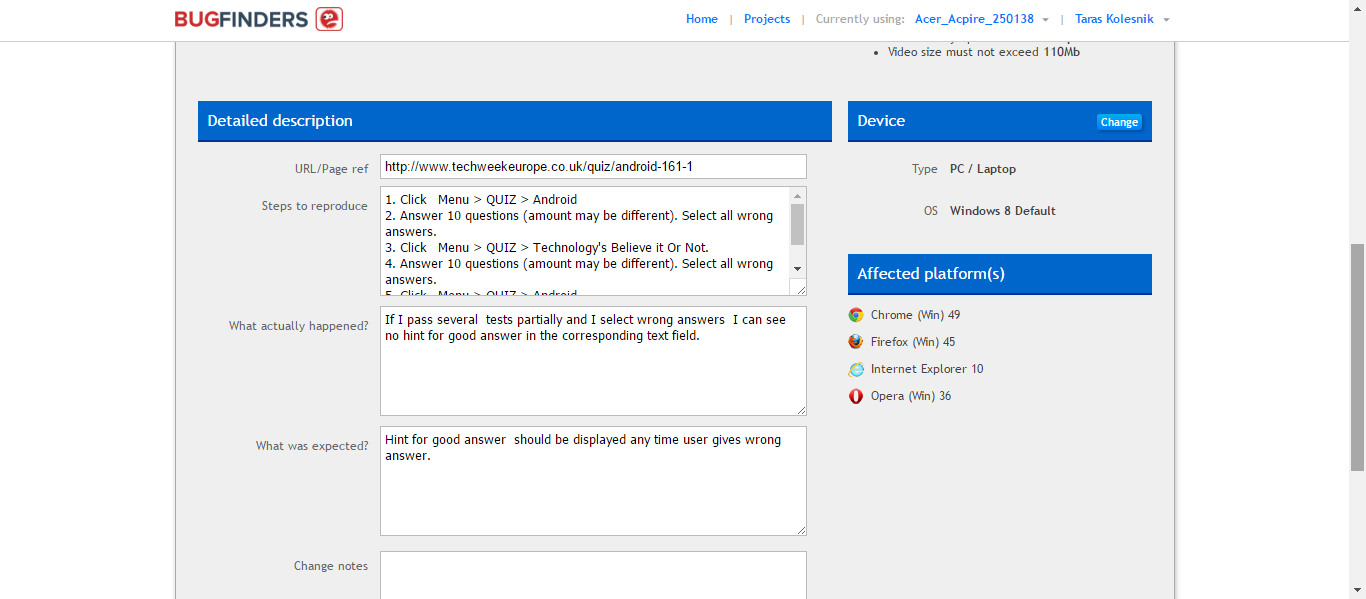 BUGFINDERS
Home | Projects | Currently using: Acer_Acpire_250138 | Taras Kolesnik
Video size must not exceed 110Mb
Detailed description
URL/Page ref
http://www.techweekeurope.co.uk/quiz/android-161-1
Steps to reproduce
1. Click Menu > QUIZ > Android
2. Answer 10 questions (amount may be different). Select all wrong
answers.
3. Click Menu > QUIZ > Technology's Believe it Or Not.
4. Answer 10 questions (amount may be different). Select all wrong
answers.
5. Click Menu > QUIZ > Android
What actually happened?
If I pass several tests partially and I select wrong answers I can see
no hint for good answer in the corresponding text field.
What was expected?
Hint for good answer should be displayed any time user gives wrong
answer.
Change notes
Device
Change
Type PC / Laptop
OS Windows 8 Default
Affected platform(s)
Chrome (Win) 49
Firefox (Win) 45
Internet Explorer 10
Opera (Win) 36